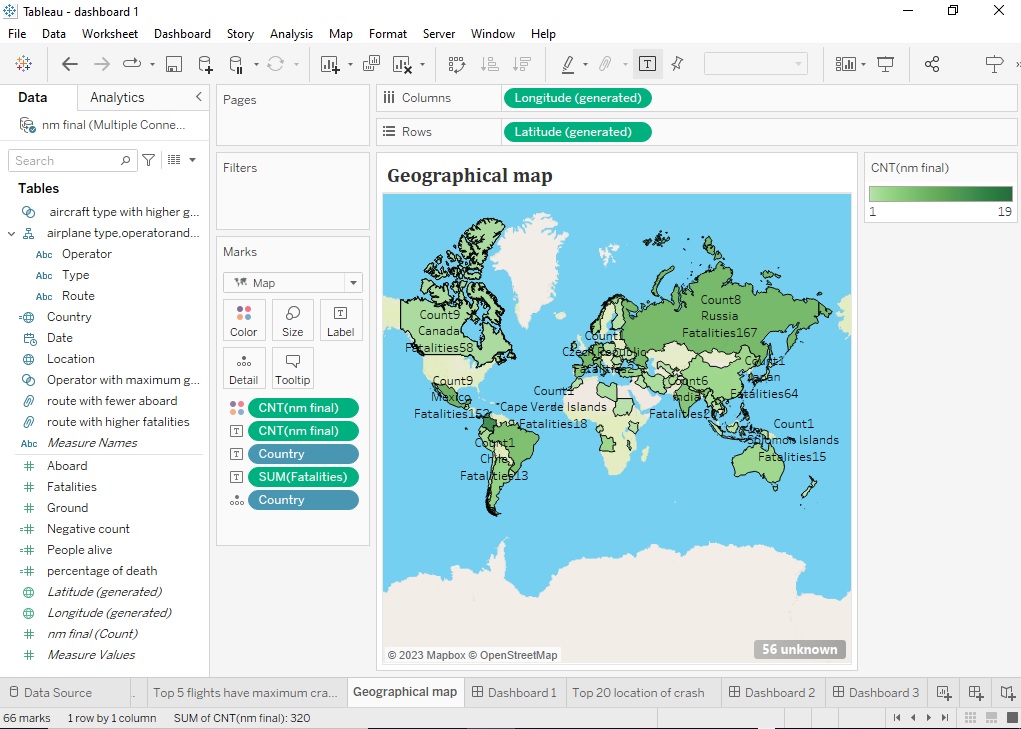 Tableau - dashboard 1
File Data Worksheet Dashboard Story Analysis Map Format Server Window Help
Data Analytics
nm final (Multiple Conne...
Search
Tables
aircraft type with higher g...
airplane type,operatorand...
Abc Operator
Abc Type
Abc Route
Country
Date
Location
Operator with maximum g...
route with fewer aboard
route with higher fatalities
Abc Measure Names
Aboard
Fatalities
Ground
Negative count
People alive
percentage of death
Latitude (generated)
Longitude (generated)
nm final (Count)
Measure Values
Pages
Filters
Marks
Map
Color Size Label
Detail Tooltip
CNT(nm final)
CNT(nm final)
Country
SUM(Fatalities)
Country
Columns Longitude (generated)
Rows Latitude (generated)
Geographical map
Count8
Russia
Fatalities167
Count9
Canada
Fatalities58
Count1
Czech Republic
Fatalities2
Count1
Japan
Fatalities64
Count9
Mexico
Fatalities152
Count1
Cape Verde Islands
Fatalities18
Count6
India
Count1
Solomon Islands
Fatalities15
Count1
Chile
Fatalities13
© 2023 Mapbox © OpenStreetMap
56 unknown
CNT(nm final)
1 19
Data Source Top 5 flights have maximum cra... Geographical map Dashboard 1 Top 20 location of crash Dashboard 2 Dashboard 3
66 marks 1 row by 1 column SUM of CNT(nm final): 320